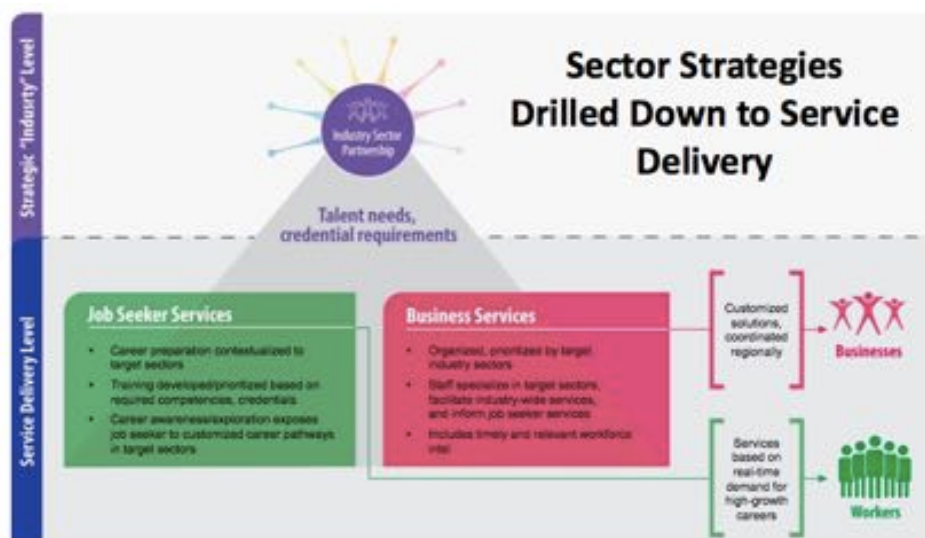 Strategic "Indusrty" Level
Service Delivery Level
Sector Strategies
Drilled Down to Service
Delivery
Industry Sector
Partnership
Talent needs,
credential requirements
Job Seeker Services
• Career preparation contextualized to
target sectors
• Training developed/prioritized based on
required competencies, credentials
• Career awareness/exploration exposes
job seeker to customized career pathways
in target sectors
Business Services
• Organized, prioritized by target
industry sectors
• Staff specialize in target sectors,
facilitate industry-wide services,
and inform job seeker services
• Includes timely and relevant workforce
intel
Customized
solutions,
coordinated
regionally
Businesses
Services
based on
real-time
demand for
high-growth
careers
Workers